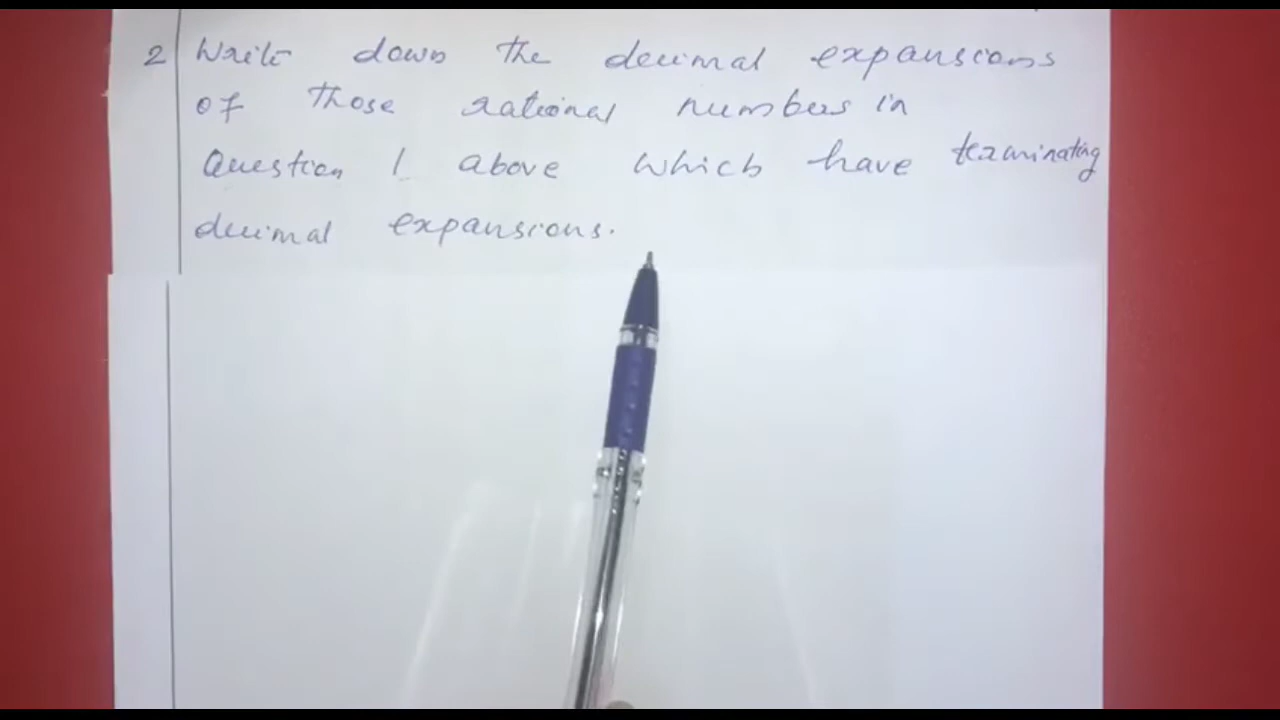 2 Write down the decimal expansions
of those rational numbers in
Question 1 above which have terminating
decimal expansions.